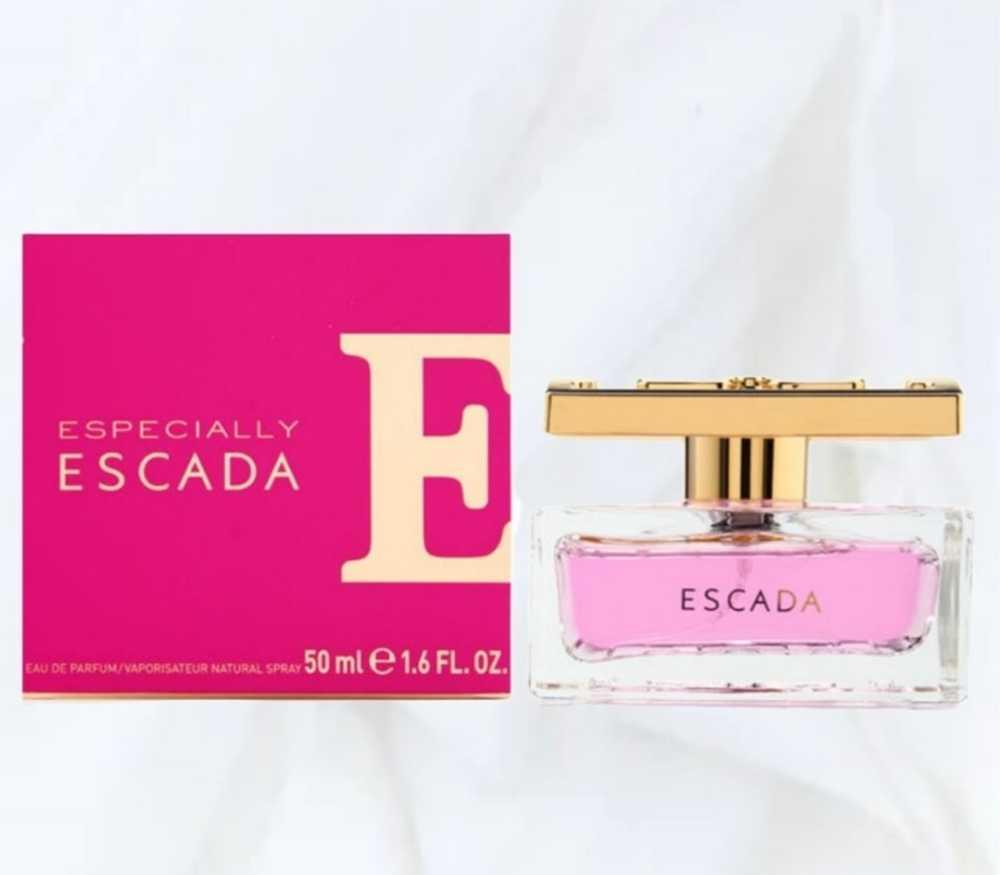 ESPECIALLY
ESCADA
E
EAU DE PARFUM/VAPORISATEUR NATURAL SPRAY 50 ml ℮ 1.6 FL. OZ.
ESCADA